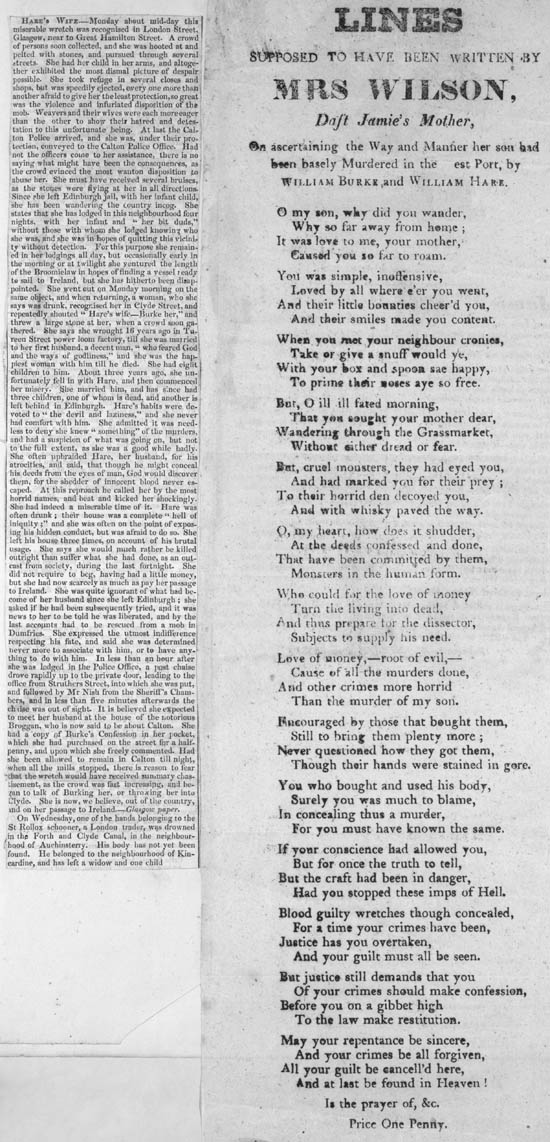 HARE'S WIFE.—Monday about mid-day this
miserable wretch was recognised in London Street,
Glasgow, near to Great Hamilton Street. A crowd
of persons soon collected, and she was hooted at and
pelted with stones, and pursued through several
streets. She had her child in her arms, and altoge-
ther exhibited the most dismal picture of despair
possible. She took refuge in several closes and
shops, but was speedily ejected, every one more than
another afraid to give her the least protection, so great
was the violence and infuriated disposition of the
mob. Weavers and their wives were each more eager
than the other to show their hatred and detes-
tation to this unfortunate being. At last the Cal-
ton Police arrived, and she was, under their pro-
tection, conveyed to the Calton Police Office. Had
not the officers come to her assistance, there is no
saying what might have been the consequences, as
the crowd evinced the most wanton disposition to
abuse her. She must have received several bruises,
as the stones were flying at her in all directions.
Since she left Edinburgh jail, with her infant child,
she has been wandering the country incog. She
states that she has lodged in this neighbourhood four
nights, with her infant and "her bit duds,"
without those with whom she lodged knowing who
she was, and she was in hopes of quitting this vicini-
ty without detection. For this purpose she remain-
ed in her lodgings all day, but occasionally early in
the morning or at twilight she ventured the length
of the Broomielaw in hopes of finding a vessel ready
to sail to Ireland, but she has hitherto been disap-
pointed. She went out on Monday morning on the
same object, and when returning, a woman, who she
says was drunk, recognised her in Clyde Street, and
repeatedly shouted "Hare's wife—Burke her," and
threw a large stone at her, when a crowd soon ga-
thered. She says she wrought 16 years ago in Tu-
reen Street power loom factory, till she was married
to her first husband, a decent man, "who feared God
and the ways of godliness," and she was the hap-
piest woman with him till he died. She had eight
children to him. About three years ago, she un-
fortunately fell in with Hare, and then commenced
her misery. She married him, and has since had
three children, one of whom is dead, and another is
left behind in Edinburgh. Hare's habits were de-
voted to "the devil and laziness," and she never
had comfort with him. She admitted it was need-
less to deny she knew "something" of the murders,
and had a suspicion of what was going on, but not
to the full extent, as she was a good while badly.
She often upbraided Hare, her husband, for his
atrocities, and said, that though he might conceal
his deeds from the eyes of man, God would discover
them, for the shedder of innocent blood never es-
caped. At this reproach he called her by the most
horrid names, and beat and kicked her shockingly.
She had indeed a miserable time of it. Hare was
often drunk; their house was a complete "hell of
iniquity;" and she was often on the point of expos-
ing his hidden conduct, but was afraid to do so. She
left his house three times, on account of his brutal
usage. She says she would much rather be killed
outright than suffer what she had done, as an out-
cast from society, during the last fortnight. She
did not require to beg, having had a little money,
but she had now scarcely as much as pay her passage
to Ireland. She was quite ignorant of what had be-
come of her husband since she left Edinburgh; she
asked if he had been subsequently tried, and it was
news to her to be told he was liberated, and by the
last accounts had to be rescued from a mob in
Dumfries. She expressed the utmost indifference
respecting his fate, and said she was determined
never more to associate with him, or to have any-
thing to do with him. In less than an hour after
she was lodged in the Police Office, a post chaise
drove rapidly up to the private door, leading to the
office from Struthers Street, into which she was put,
and followed by Mr Nish from the Sheriff's Cham-
bers, and in less than five minutes afterwards the
chaise was out of sight. It is believed she expected
to meet her husband at the house of the notorious
Broggan, who is now said to be about Calton. She
had a copy of Burke's Confession in her pocket,
which she had purchased on the street for a half-
penny, and upon which she freely commented. Had
she been allowed to remain in Calton till night,
when all the mills stopped, there is reason to fear
that the wretch would have received summary chas-
tisement, as the crowd was fast increasing, and be-
gan to talk of Burking her, or throwing her into
Clyde. She is now, we believe, out of the country,
and on her passage to Ireland.—Glasgow paper.
On Wednesday, one of the hands belonging to the
St Rollox schooner, a London trader, was drowned
in the Forth and Clyde Canal, in the neighbour-
hood of Auchinsterry. His body has not yet been
found. He belonged to the neighbourhood of Kin-
cardine, and has left a widow and one child
LINES
SUPPOSED TO HAVE BEEN WRITTEN BY
MRS WILSON,
Daft Jamie's Mother,
On ascertaining the Way and Manner her son had
been basely Murdered in the est Port, by
WILLIAM BURKE, and WILLIAM HARE.
O my son, why did you wander,
Why so far away from home;
It was love to me, your mother,
Caused you so far to roam.
You was simple, inoffensive,
Loved by all where e'er you went,
And their little bounties cheer'd you,
And their smiles made you content.
When you met your neighbour cronies,
Take or give a snuff would ye,
With your box and spoon sae happy,
To prime their noses aye so free.
But, O ill ill fated morning,
That you sought your mother dear,
Wandering through the Grassmarket,
Without either dread or fear.
But, cruel monsters, they had eyed you,
And had marked you for their prey;
To their horrid den decoyed you,
And with whisky paved the way.
O, my heart, how does it shudder,
At the deeds confessed and done,
That have been committed by them,
Monsters in the human form.
Who could for the love of money
Turn the living into dead,
And thus prepare for the dissector,
Subjects to supply his need.
Love of money,—root of evil,—
Cause of all the murders done,
And other crimes more horrid
Than the murder of my son.
Encouraged by those that bought them,
Still to bring them plenty more;
Never questioned how they got them,
Though their hands were stained in gore.
You who bought and used his body,
Surely you was much to blame,
In concealing thus a murder,
For you must have known the same.
If your conscience had allowed you,
But for once the truth to tell,
But the craft had been in danger,
Had you stopped these imps of Hell.
Blood guilty wretches though concealed,
For a time your crimes have been,
Justice has you overtaken,
And your guilt must all be seen.
But justice still demands that you
Of your crimes should make confession,
Before you on a gibbet high
To the law make restitution.
May your repentance be sincere,
And your crimes be all forgiven,
All your guilt be cancell'd here,
And at last be found in Heaven!
Is the prayer of, &c.
Price One Penny.